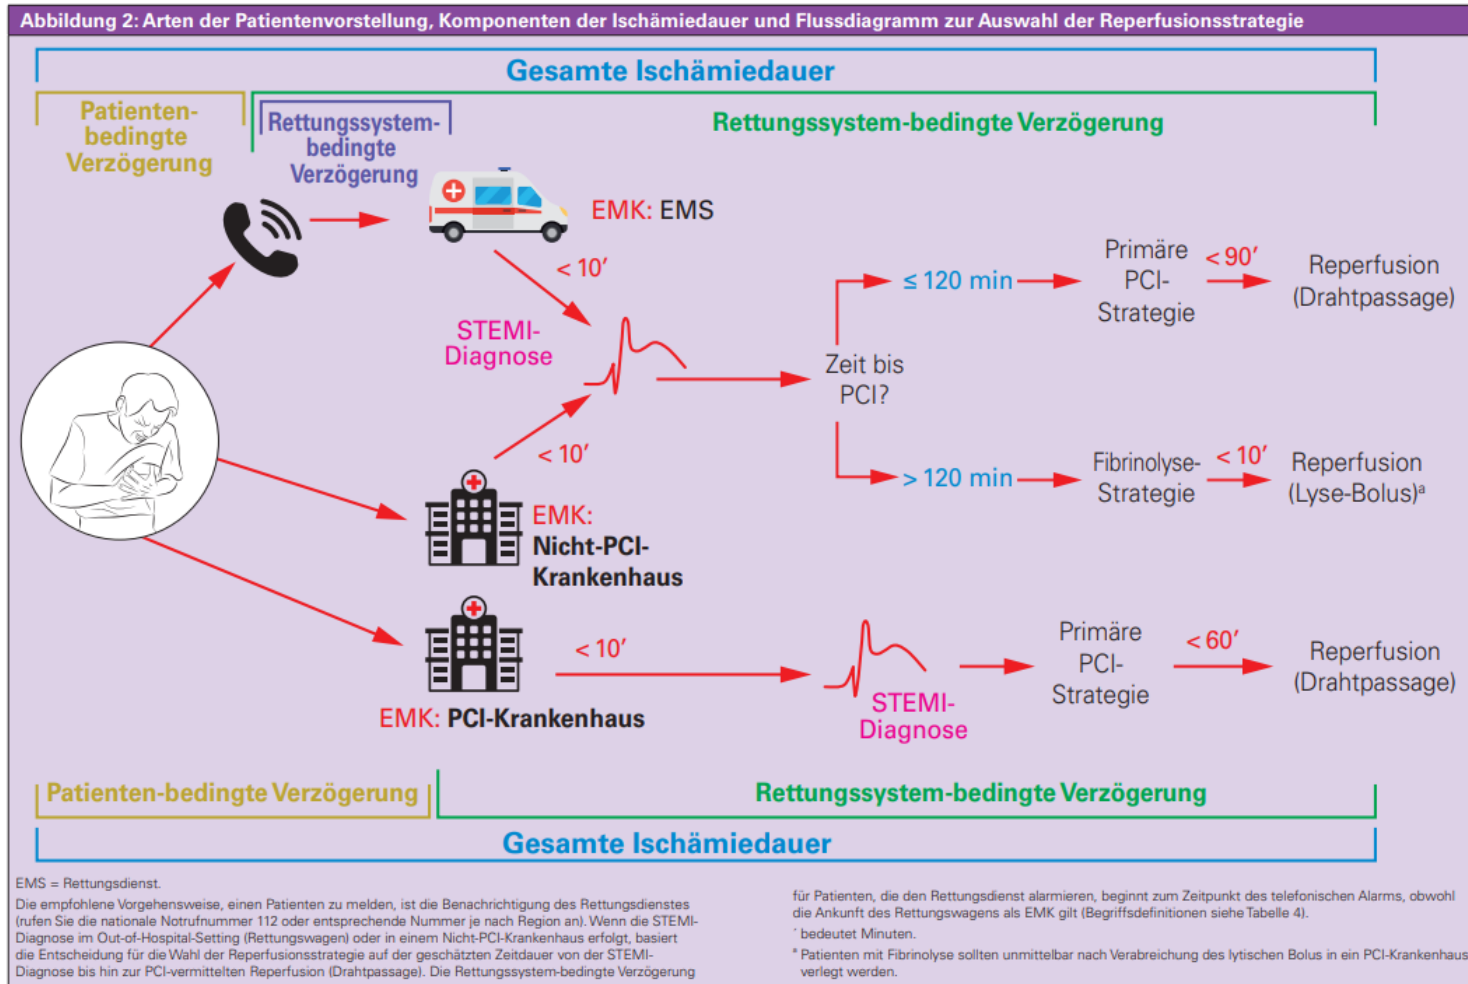 Abbildung 2: Arten der Patientenvorstellung, Komponenten der Ischämiedauer und Flussdiagramm zur Auswahl der Reperfusionsstrategie
Gesamte Ischämiedauer
Patienten-
bedingte
Verzögerung
Rettungssystem-
bedingte
Verzögerung
Rettungssystem-bedingte Verzögerung
EMK: EMS
< 10′
STEMI-
Diagnose
< 10′
Zeit bis
PCI?
≤ 120 min
Primäre
PCI-
Strategie
< 90′
Reperfusion
(Drahtpassage)
> 120 min
Fibrinolyse-
Strategie
< 10′
Reperfusion
(Lyse-Bolus)ª
EMK:
Nicht-PCI-
Krankenhaus
EMK: PCI-Krankenhaus
< 10′
STEMI-
Diagnose
Primäre
PCI-
Strategie
< 60′
Reperfusion
(Drahtpassage)
Patienten-bedingte Verzögerung
Rettungssystem-bedingte Verzögerung
Gesamte Ischämiedauer
EMS = Rettungsdienst.
Die empfohlene Vorgehensweise, einen Patienten zu melden, ist die Benachrichtigung des Rettungsdienstes
(rufen Sie die nationale Notrufnummer 112 oder entsprechende Nummer je nach Region an). Wenn die STEMI-
Diagnose im Out-of-Hospital-Setting (Rettungswagen) oder in einem Nicht-PCI-Krankenhaus erfolgt, basiert
die Entscheidung für die Wahl der Reperfusionsstrategie auf der geschätzten Zeitdauer von der STEMI-
Diagnose bis hin zur PCI-vermittelten Reperfusion (Drahtpassage). Die Rettungssystem-bedingte Verzögerung
für Patienten, die den Rettungsdienst alarmieren, beginnt zum Zeitpunkt des telefonischen Alarms, obwohl
die Ankunft des Rettungswagens als EMK gilt (Begriffsdefinitionen siehe Tabelle 4).
′ bedeutet Minuten.
ª Patienten mit Fibrinolyse sollten unmittelbar nach Verabreichung des lytischen Bolus in ein PCI-Krankenhaus
verlegt werden.